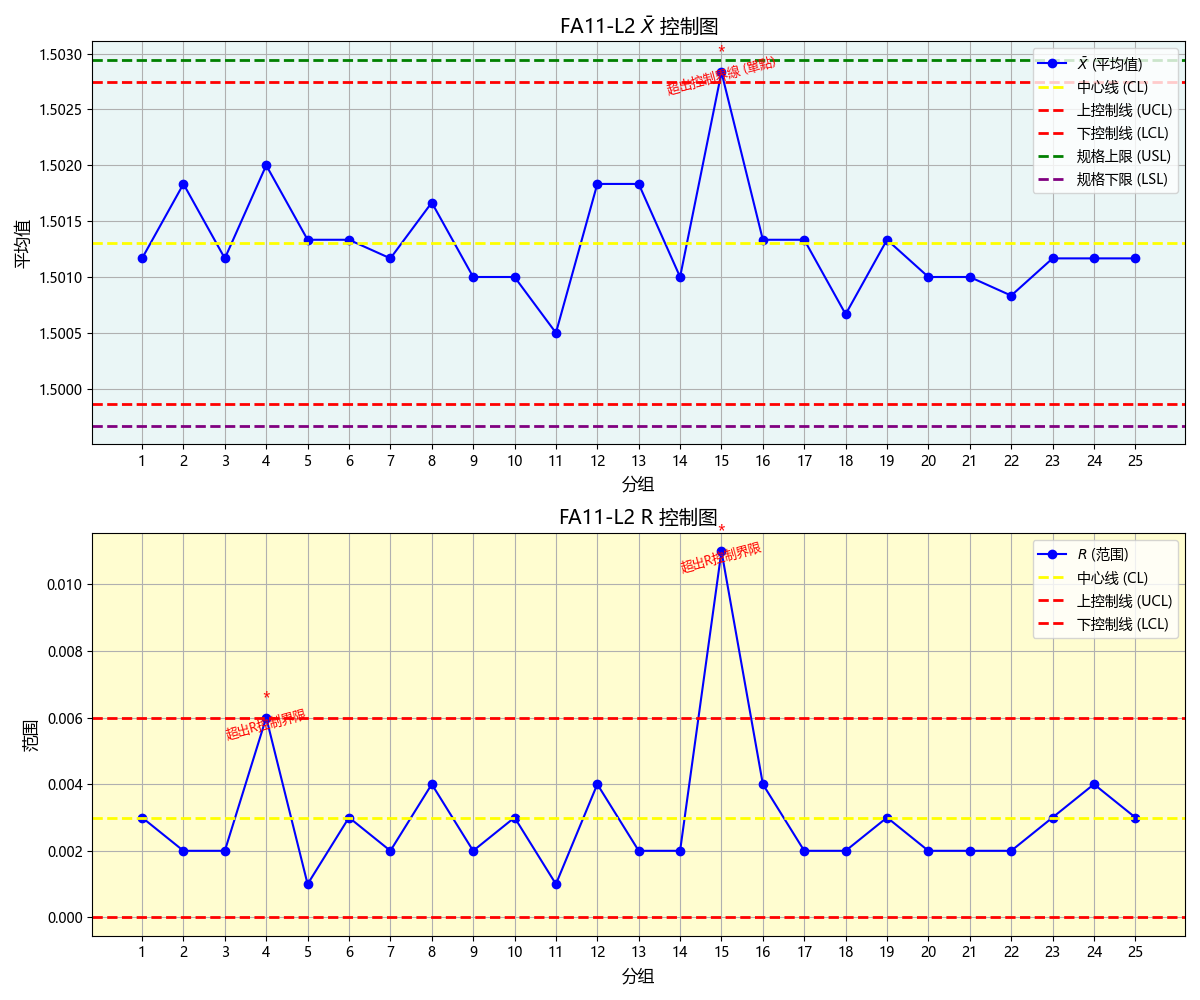 FA11-L2 X̄ 控制图
1.5030
1.5025
1.5020
1.5015
1.5010
1.5005
1.5000
平均值
*
超出控制界線 (單點)
X̄ (平均值)
中心线 (CL)
上控制线 (UCL)
下控制线 (LCL)
规格上限 (USL)
规格下限 (LSL)
1 2 3 4 5 6 7 8 9 10 11 12 13 14 15 16 17 18 19 20 21 22 23 24 25
分组
FA11-L2 R 控制图
0.010
0.008
0.006
0.004
0.002
0.000
范围
*
超出R控制界限
*
超出R控制界限
R (范围)
中心线 (CL)
上控制线 (UCL)
下控制线 (LCL)
1 2 3 4 5 6 7 8 9 10 11 12 13 14 15 16 17 18 19 20 21 22 23 24 25
分组